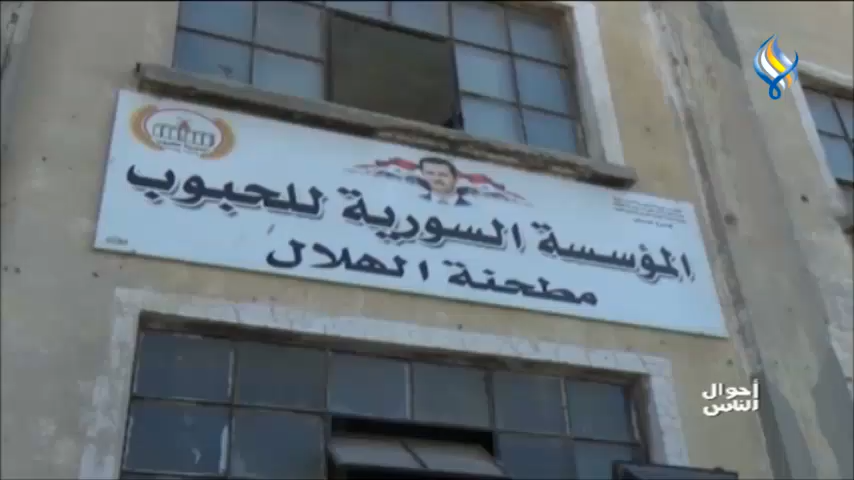 المؤسسة السورية للحبوب
مطحنة الهلال
أحوال
الناس